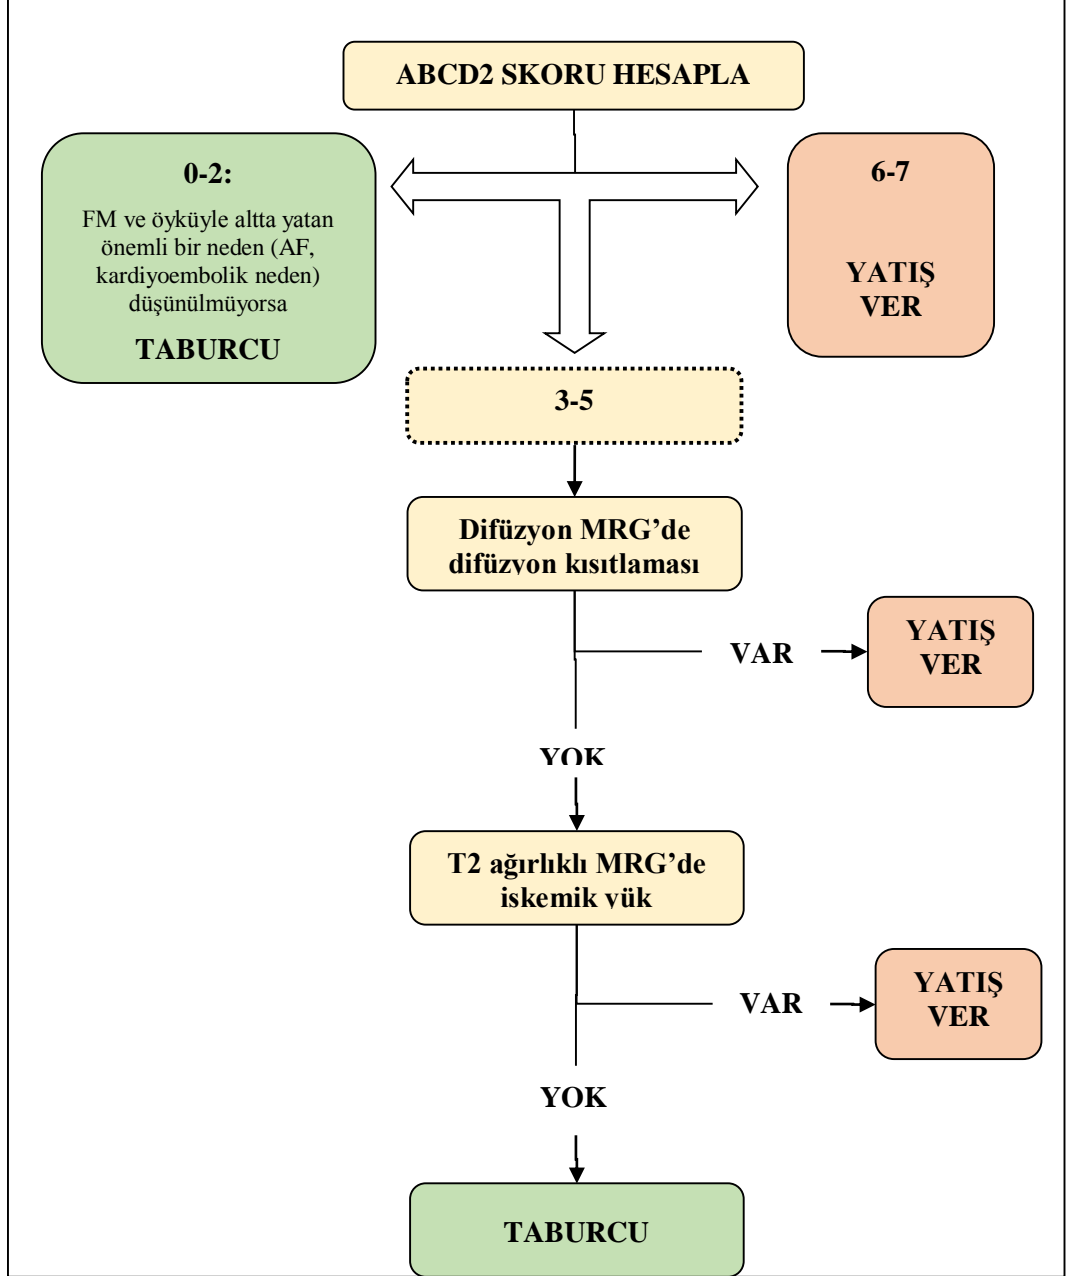 ABCD2 SKORU HESAPLA
0-2:
FM ve öyküyle altta yatan
önemli bir neden (AF,
kardiyoembolik neden)
düşünülmüyorsa
TABURCU
6-7
YATIŞ
VER
3-5
Difüzyon MRG’de
difüzyon kısıtlaması
VAR
YATIŞ
VER
YOK
T2 ağırlıklı MRG’de
iskemik yük
VAR
YATIŞ
VER
YOK
TABURCU